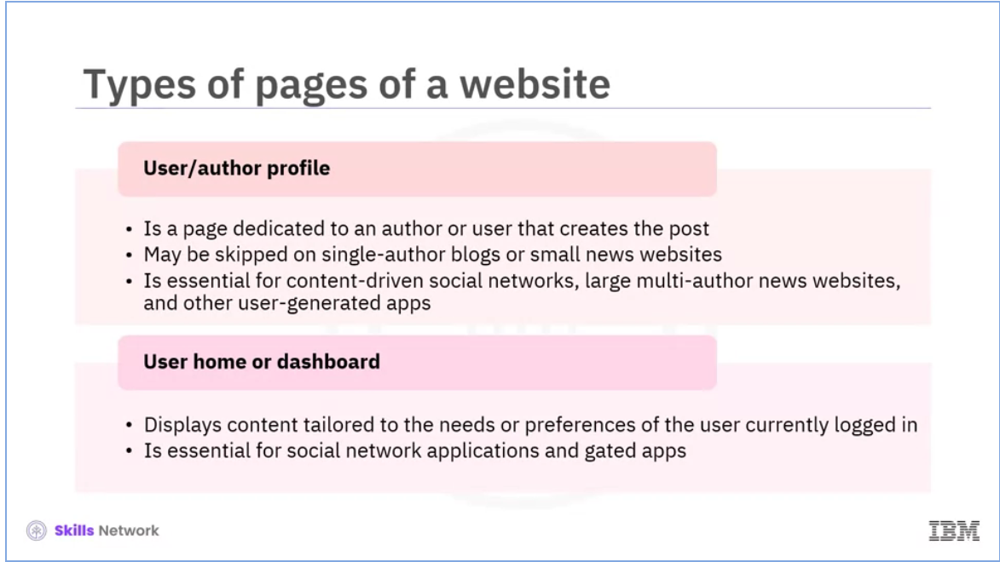 Types of pages of a website
User/author profile
• Is a page dedicated to an author or user that creates the post
• May be skipped on single-author blogs or small news websites
• Is essential for content-driven social networks, large multi-author news websites,
and other user-generated apps
User home or dashboard
• Displays content tailored to the needs or preferences of the user currently logged in
• Is essential for social network applications and gated apps
Skills Network
IBM